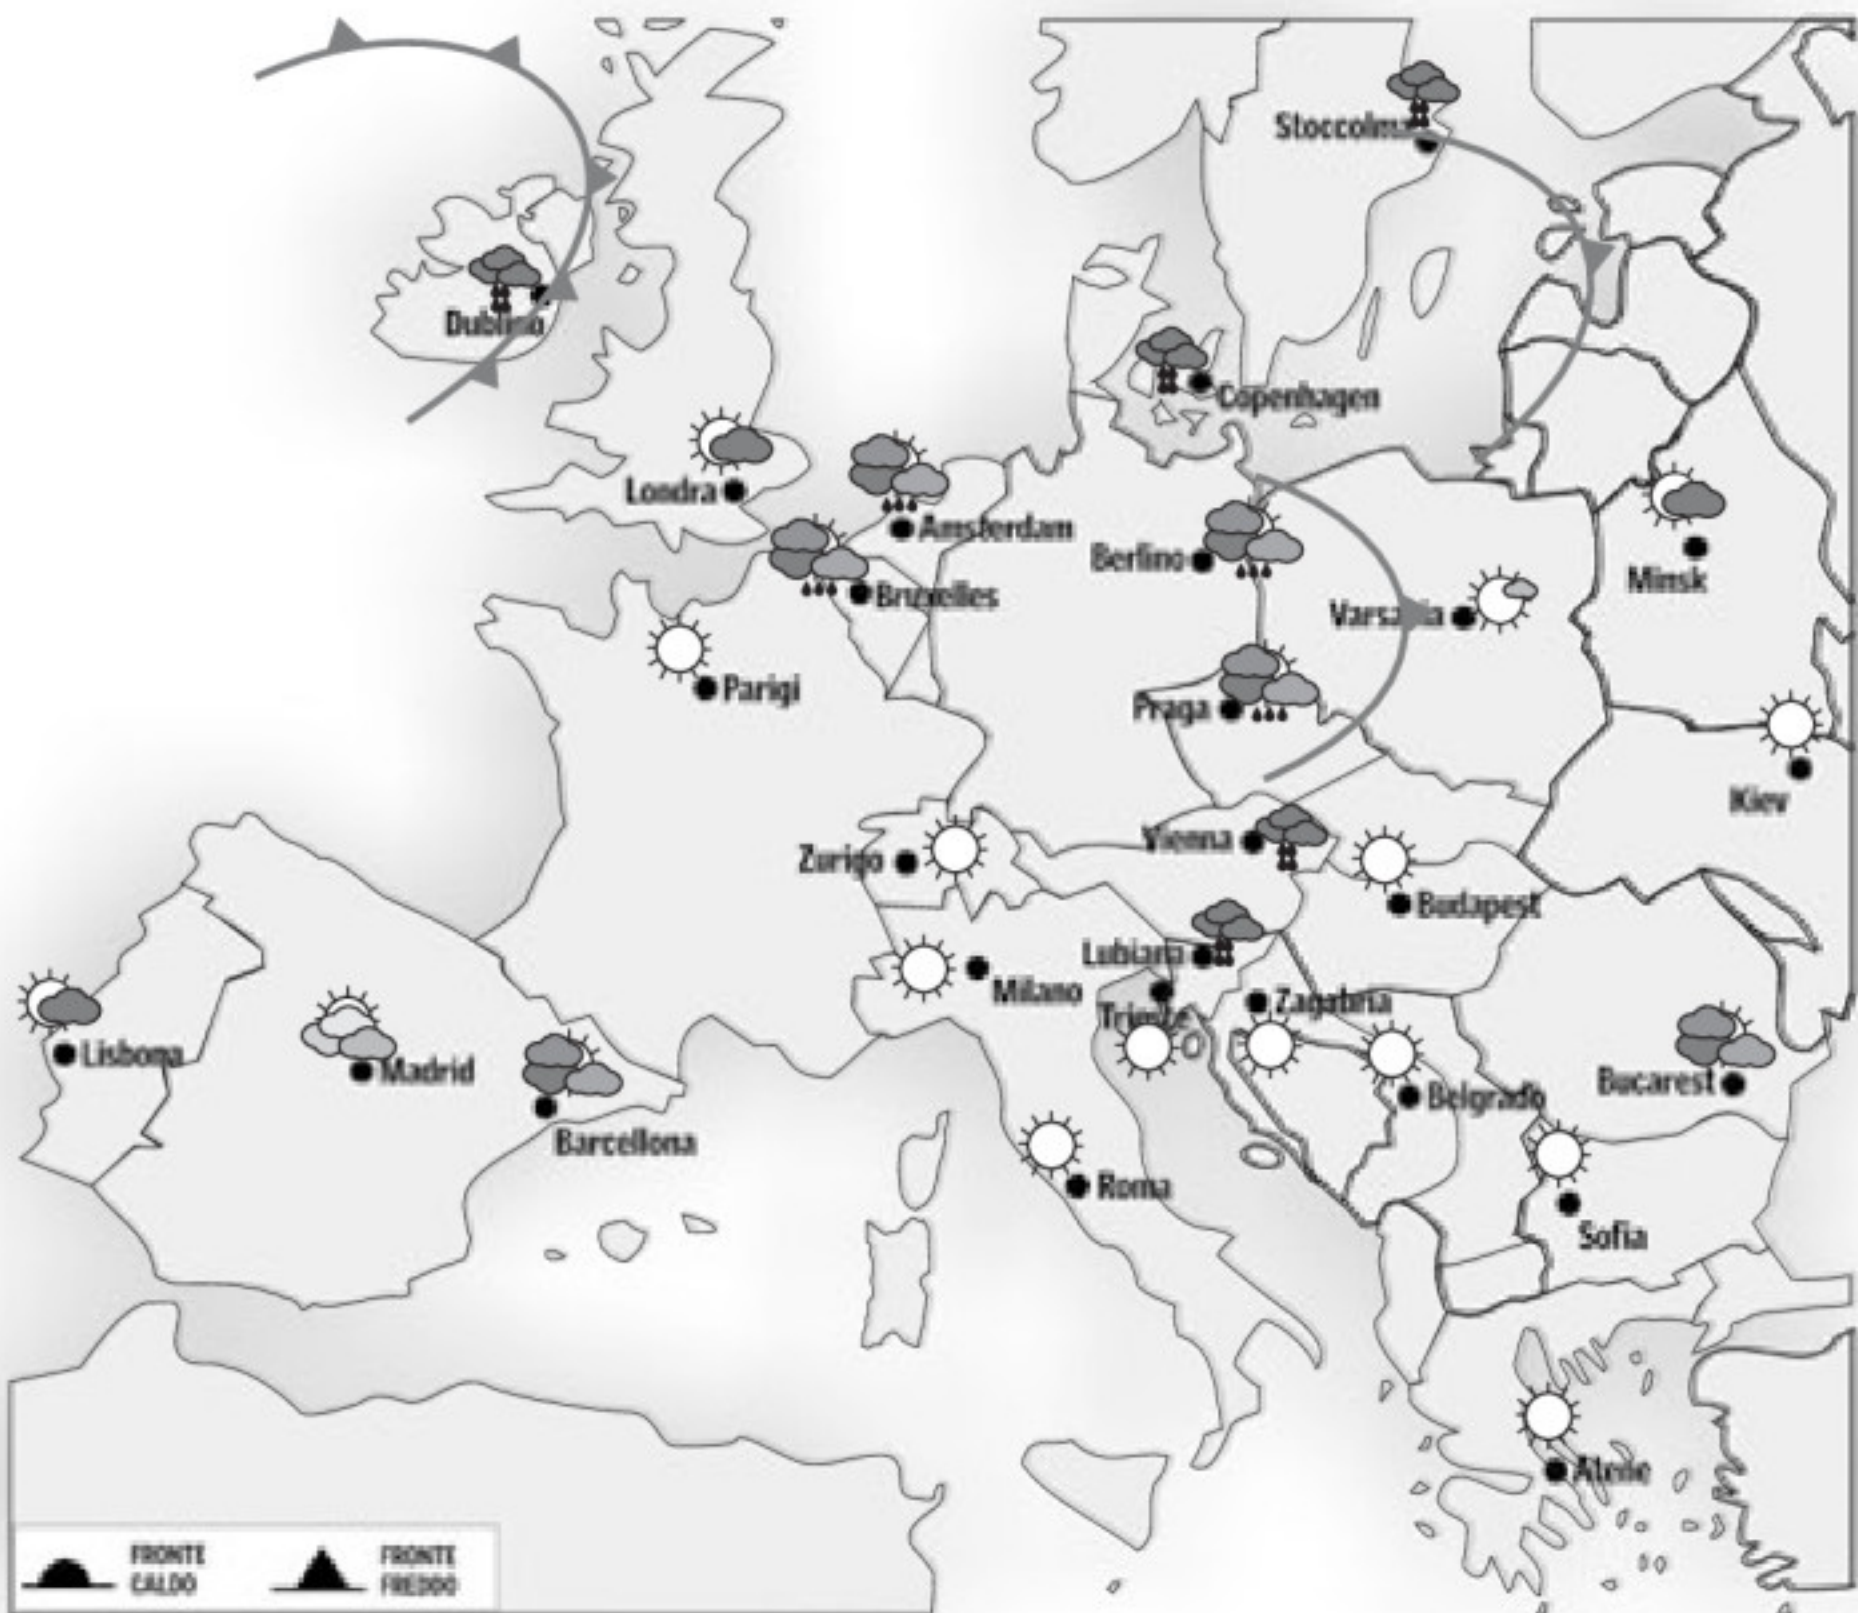 Stoccolma
Dublino
Copenhagen
Londra
Amsterdam
Berlino
Bruxelles
Minsk
Varsavia
Parigi
Praga
Kiev
Vienna
Zurigo
Budapest
Lubiana
Milano
Zagabria
Trieste
Lisbona
Madrid
Bucarest
Belgrado
Barcellona
Roma
Sofia
Atene
FRONTE
CALDO
FRONTE
FREDDO